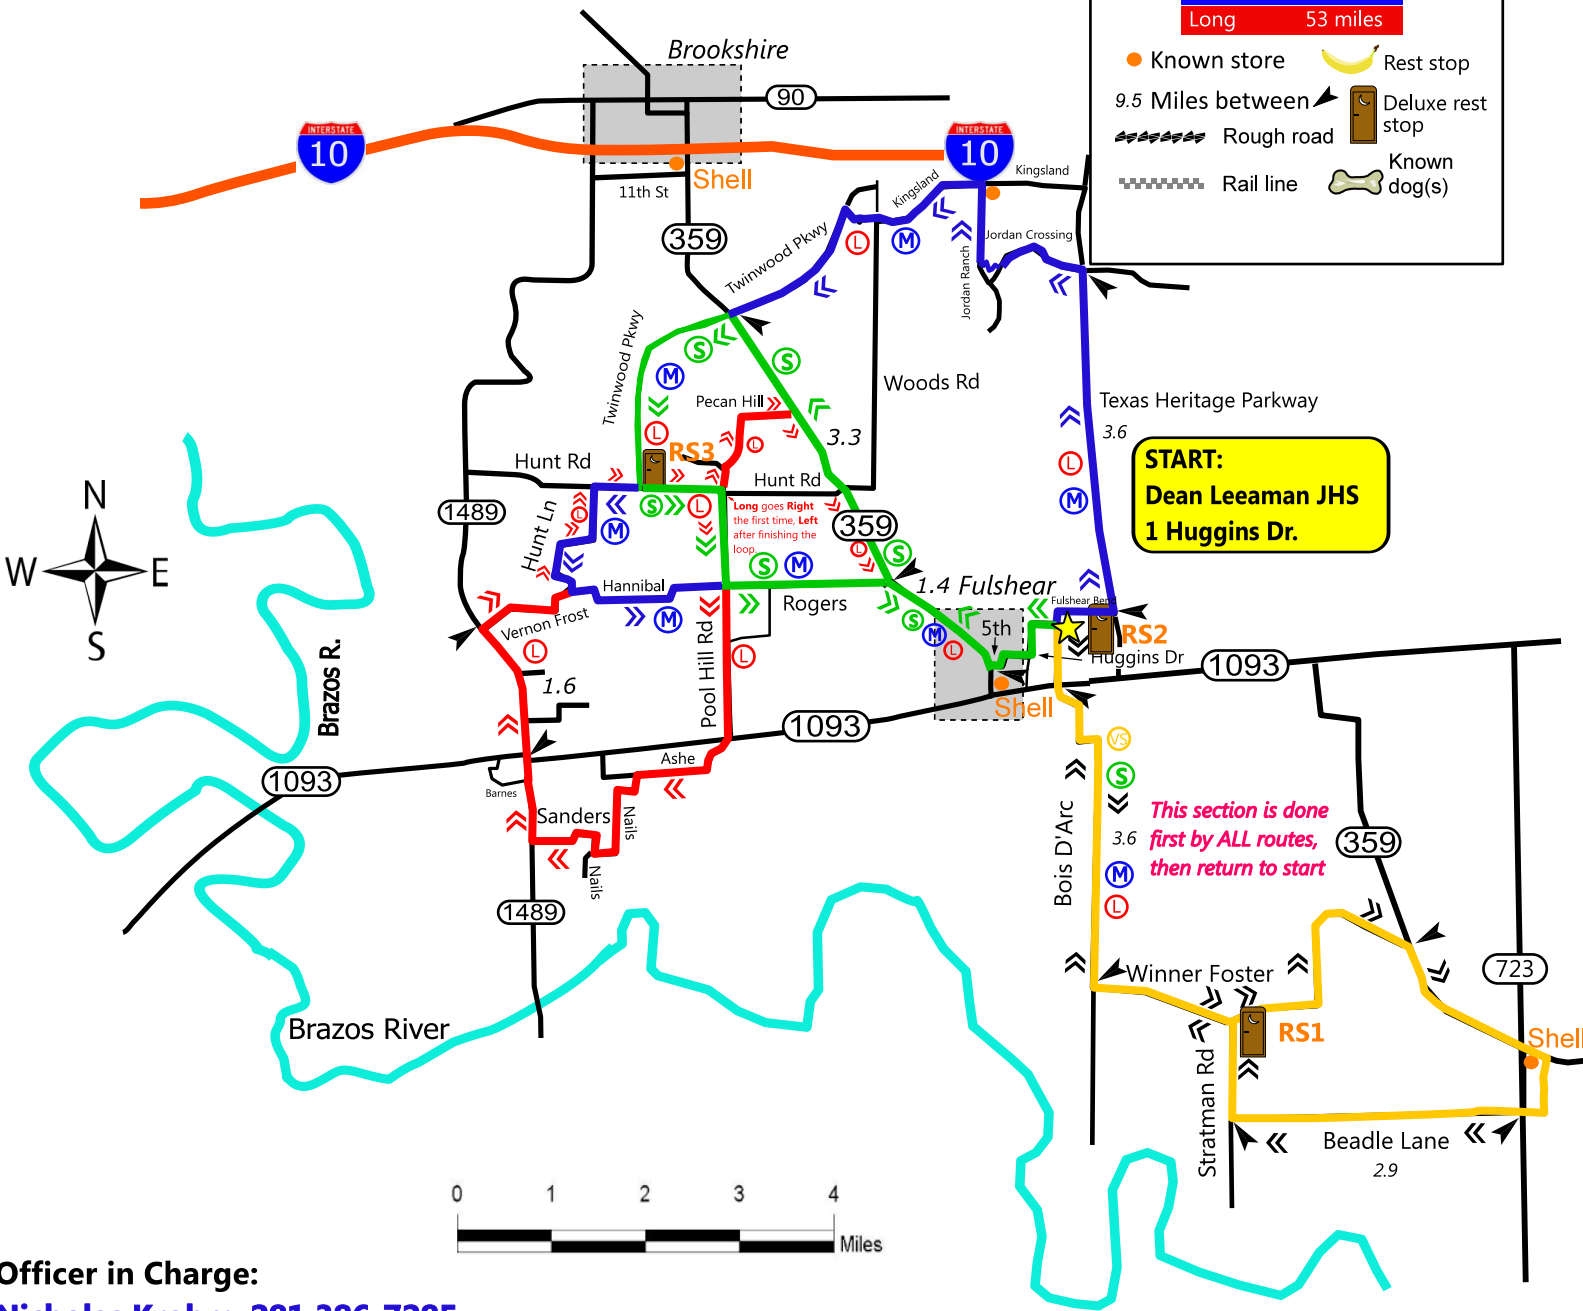 Long 53 miles
Known store
Rest stop
9.5 Miles between
Deluxe rest
stop
Rough road
Rail line
Known
dog(s)
Brookshire
90
INTERSTATE
10
INTERSTATE
10
Shell
11th St
359
Kingsland
Kingsland
Jordan Crossing
Jordan Ranch
L
M
Twinwood Pkwy
Twinwood Pkwy
S
S
M
L
Pecan Hill
L
3.3
Woods Rd
Texas Heritage Parkway
3.6
L
M
START:
Dean Leeaman JHS
1 Huggins Dr.
RS3
Hunt Rd
Hunt Rd
1489
Hunt Ln
L
M
S
L
Long goes Right
the first time, Left
after finishing the
loop.
359
L
S
N
W
E
S
Hannibal
M
S
M
Rogers
1.4
Fulshear
Fulshear Bend
S
M
L
5th
RS2
Huggins Dr
1093
Shell
Vernon Frost
L
1.6
Pool Hill Rd
L
1093
1093
Brazos R.
Ashe
Barnes
Sanders
Nails
Nails
1489
VS
S
Bois D'Arc
3.6
M
L
This section is done
first by ALL routes,
then return to start
359
723
Winner Foster
RS1
Shell
Stratman Rd
Beadle Lane
2.9
Brazos River
0 1 2 3 4
Miles
Officer in Charge: